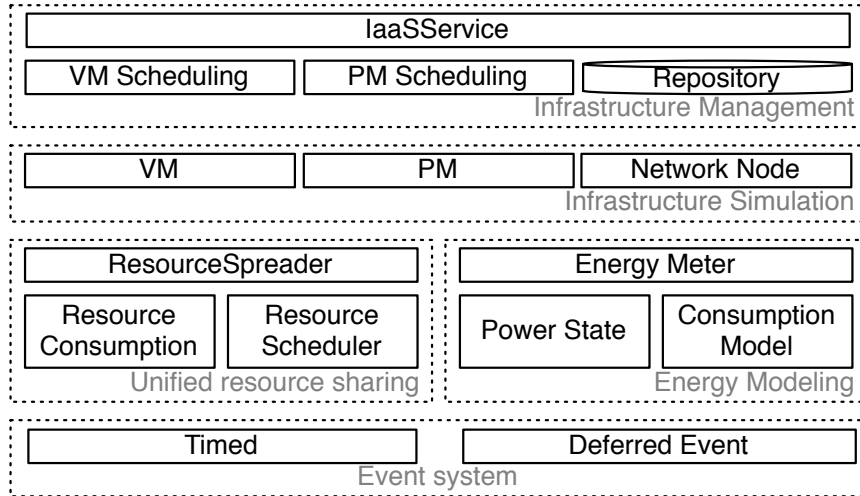 IaaSService
VM Scheduling
PM Scheduling
Repository
Infrastructure Management
VM
PM
Network Node
Infrastructure Simulation
ResourceSpreader
Resource
Consumption
Resource
Scheduler
Unified resource sharing
Energy Meter
Power State
Consumption
Model
Energy Modeling
Timed
Deferred Event
Event system